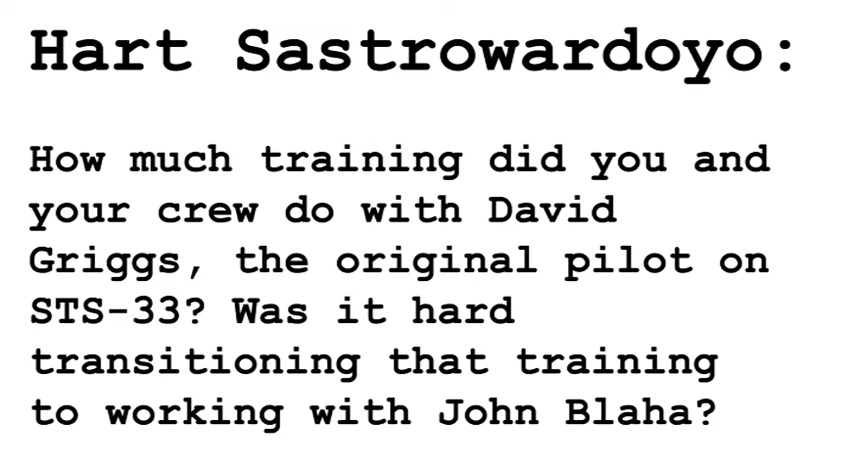 Hart Sastrowardoyo:
How much training did you and
your crew do with David
Griggs, the original pilot on
STS-33? Was it hard
transitioning that training
to working with John Blaha?